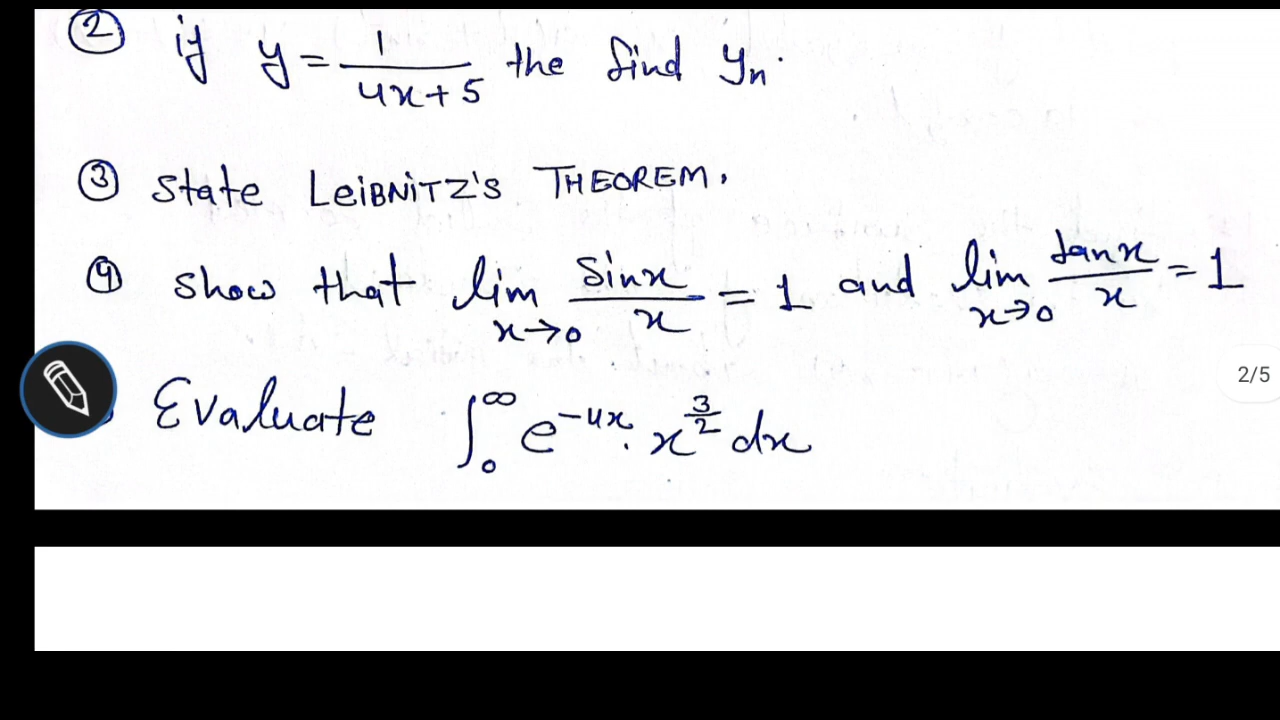 ② if y = 1/(4x+5) the find yₙ.
③ State LEIBNITZ'S THEOREM.
④ Show that lim x→0 sinx/x = 1 and lim x→0 tanx/x = 1
2/5
Evaluate ∫₀^∞ e^(-4x) . x^(3/2) dx